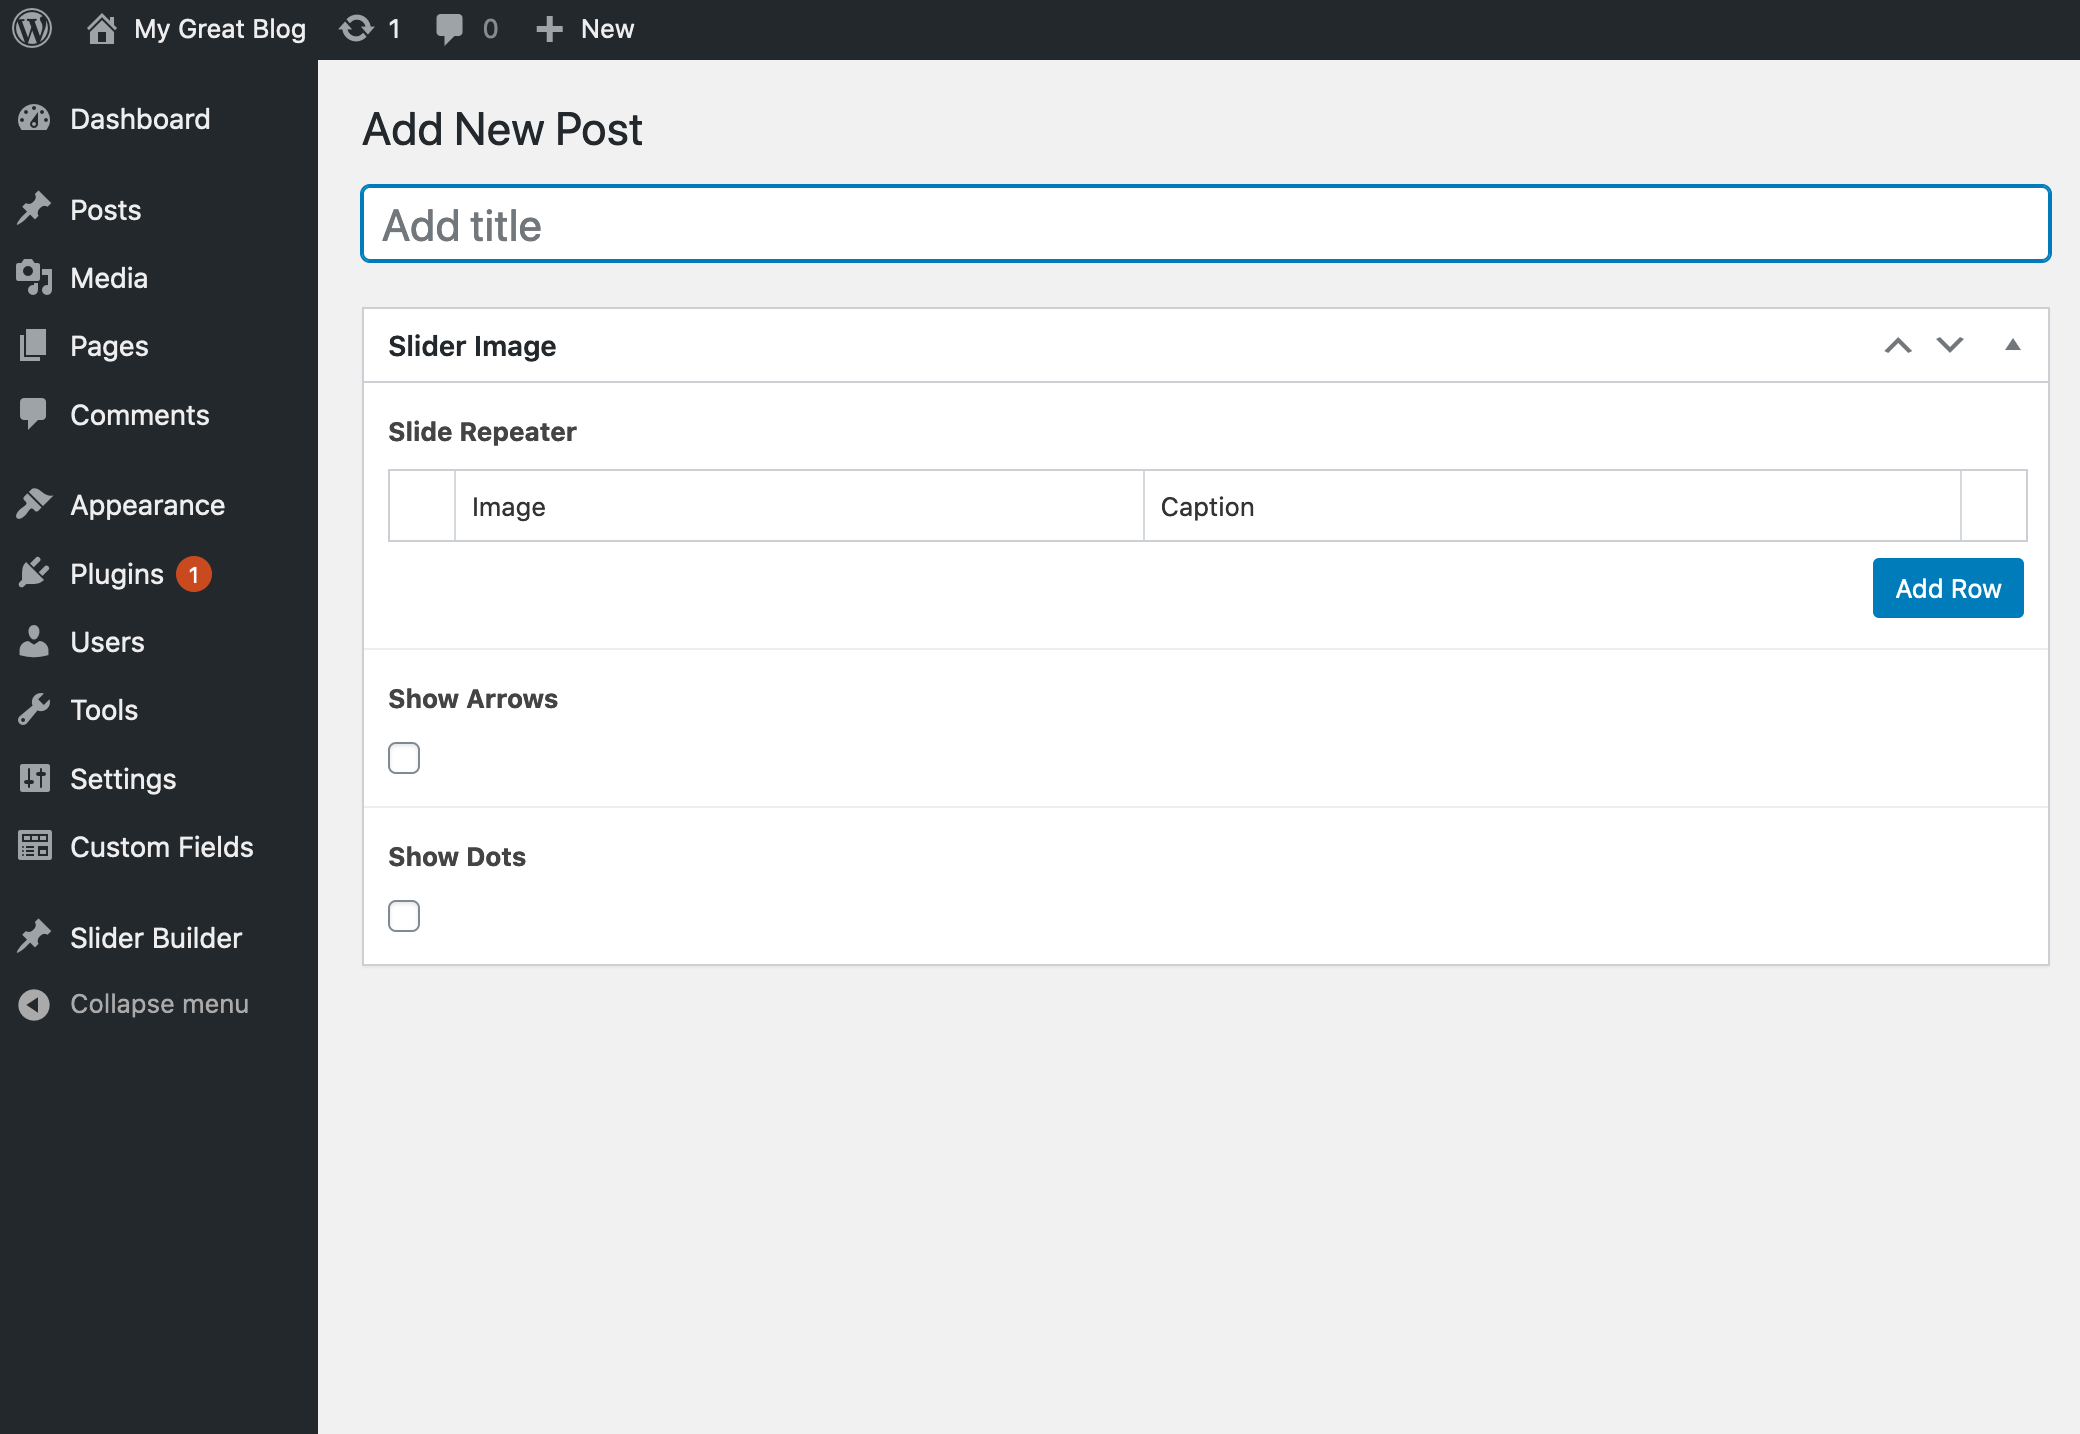 My Great Blog 1 0 New
Dashboard
Posts
Media
Pages
Comments
Appearance
Plugins 1
Users
Tools
Settings
Custom Fields
Slider Builder
Collapse menu
Add New Post
Add title
Slider Image
Slide Repeater
Image Caption
Add Row
Show Arrows
Show Dots